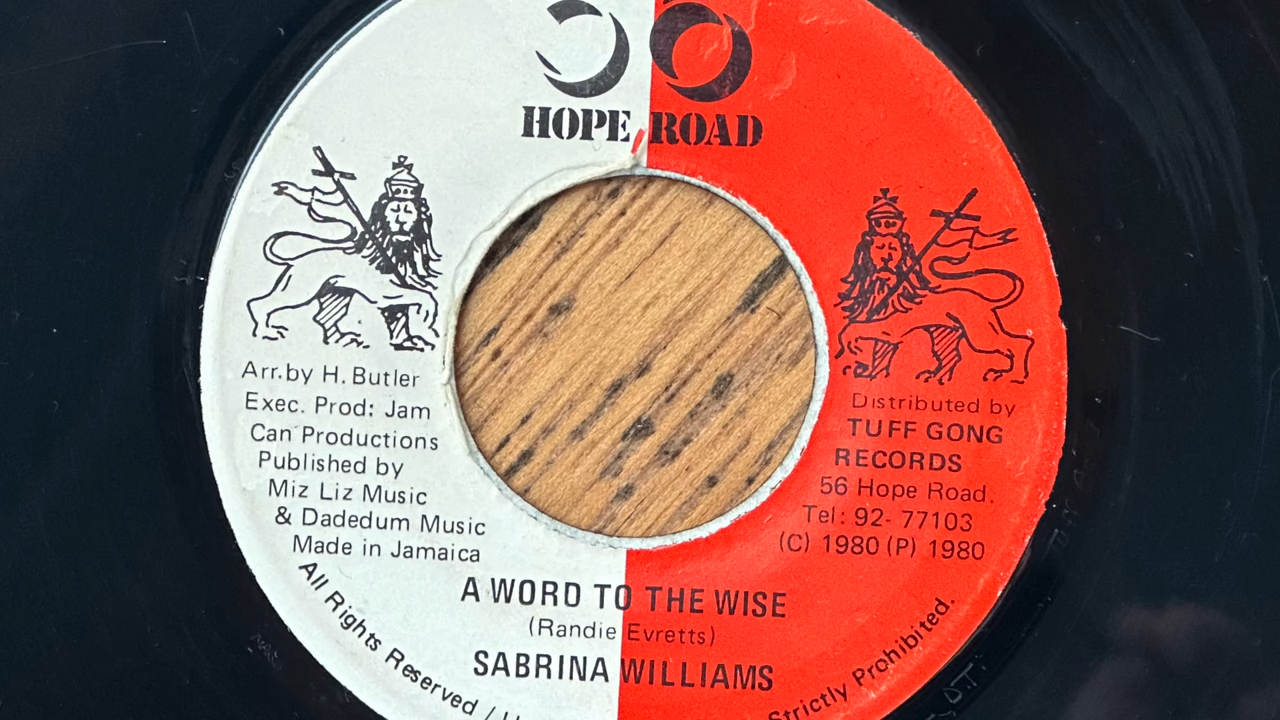 HOPE ROAD
Arr.by H. Butler
Exec. Prod: Jam
Can Productions
Published by
Miz Liz Music
& Dadedum Music
Made in Jamaica
Distributed by
TUFF GONG
RECORDS
56 Hope Road.
Tel: 92- 77103
(C) 1980 (P) 1980
A WORD TO THE WISE
(Randie Evretts)
SABRINA WILLIAMS
All Rights Reserved /
Strictly Prohibited.